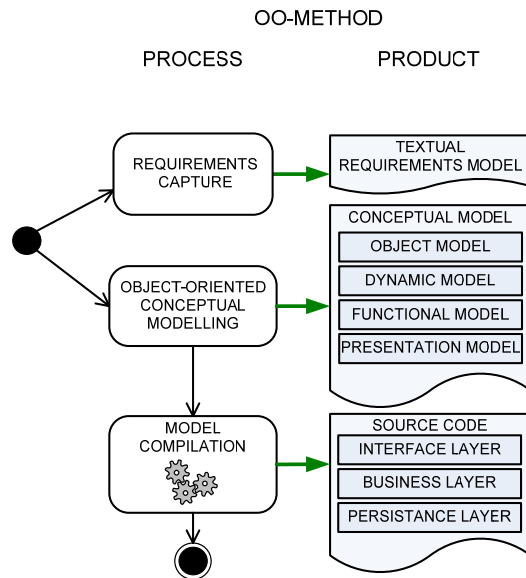 OO-METHOD
PROCESS
PRODUCT
REQUIREMENTS
CAPTURE
TEXTUAL
REQUIREMENTS MODEL
OBJECT-ORIENTED
CONCEPTUAL
MODELLING
CONCEPTUAL MODEL
OBJECT MODEL
DYNAMIC MODEL
FUNCTIONAL MODEL
PRESENTATION MODEL
MODEL
COMPILATION
SOURCE CODE
INTERFACE LAYER
BUSINESS LAYER
PERSISTANCE LAYER